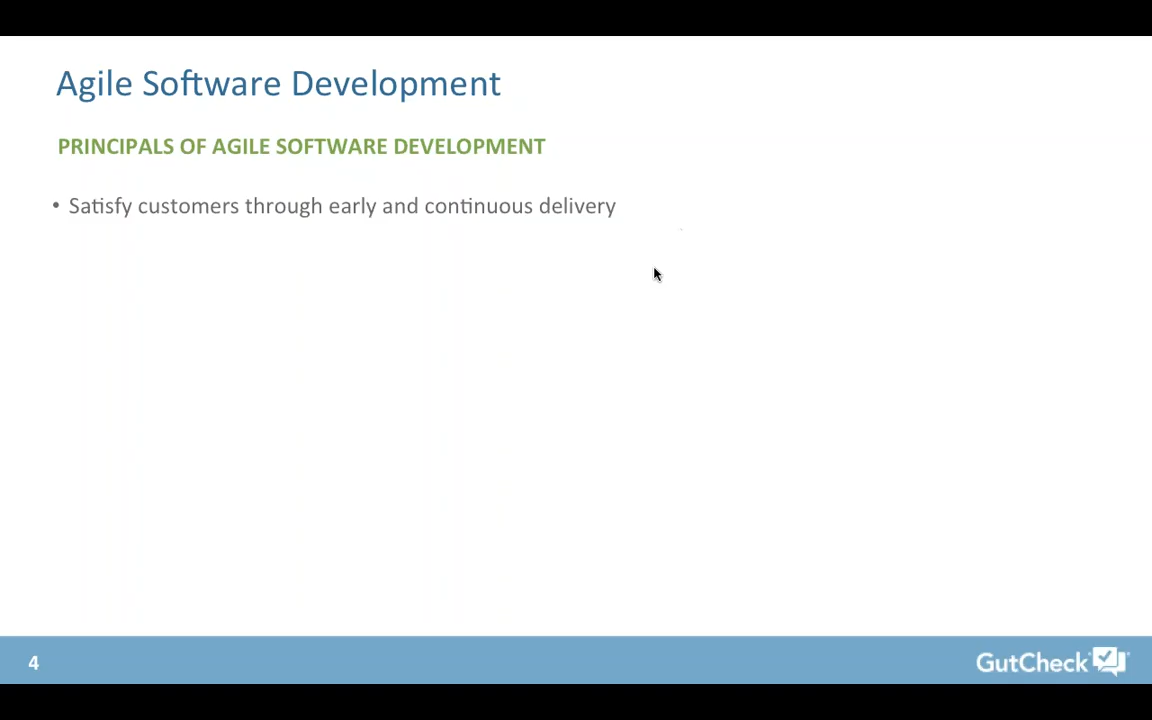 Agile Software Development
PRINCIPALS OF AGILE SOFTWARE DEVELOPMENT
• Satisfy customers through early and continuous delivery
4
GutCheck